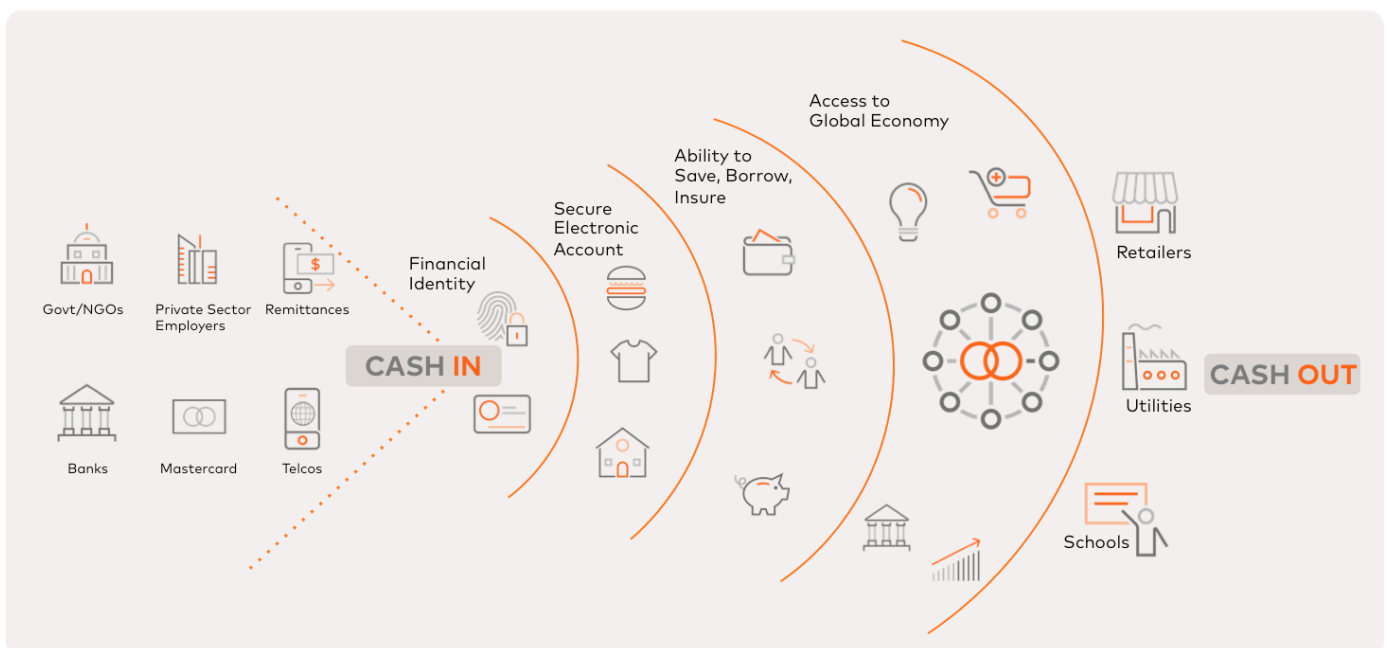 Access to
Global Economy
Ability to
Save, Borrow,
Insure
Secure
Electronic
Account
Financial
Identity
Govt/NGOs
Private Sector
Employers
Remittances
$
CASH IN
Banks
Mastercard
Telcos
Retailers
Utilities
CASH OUT
Schools